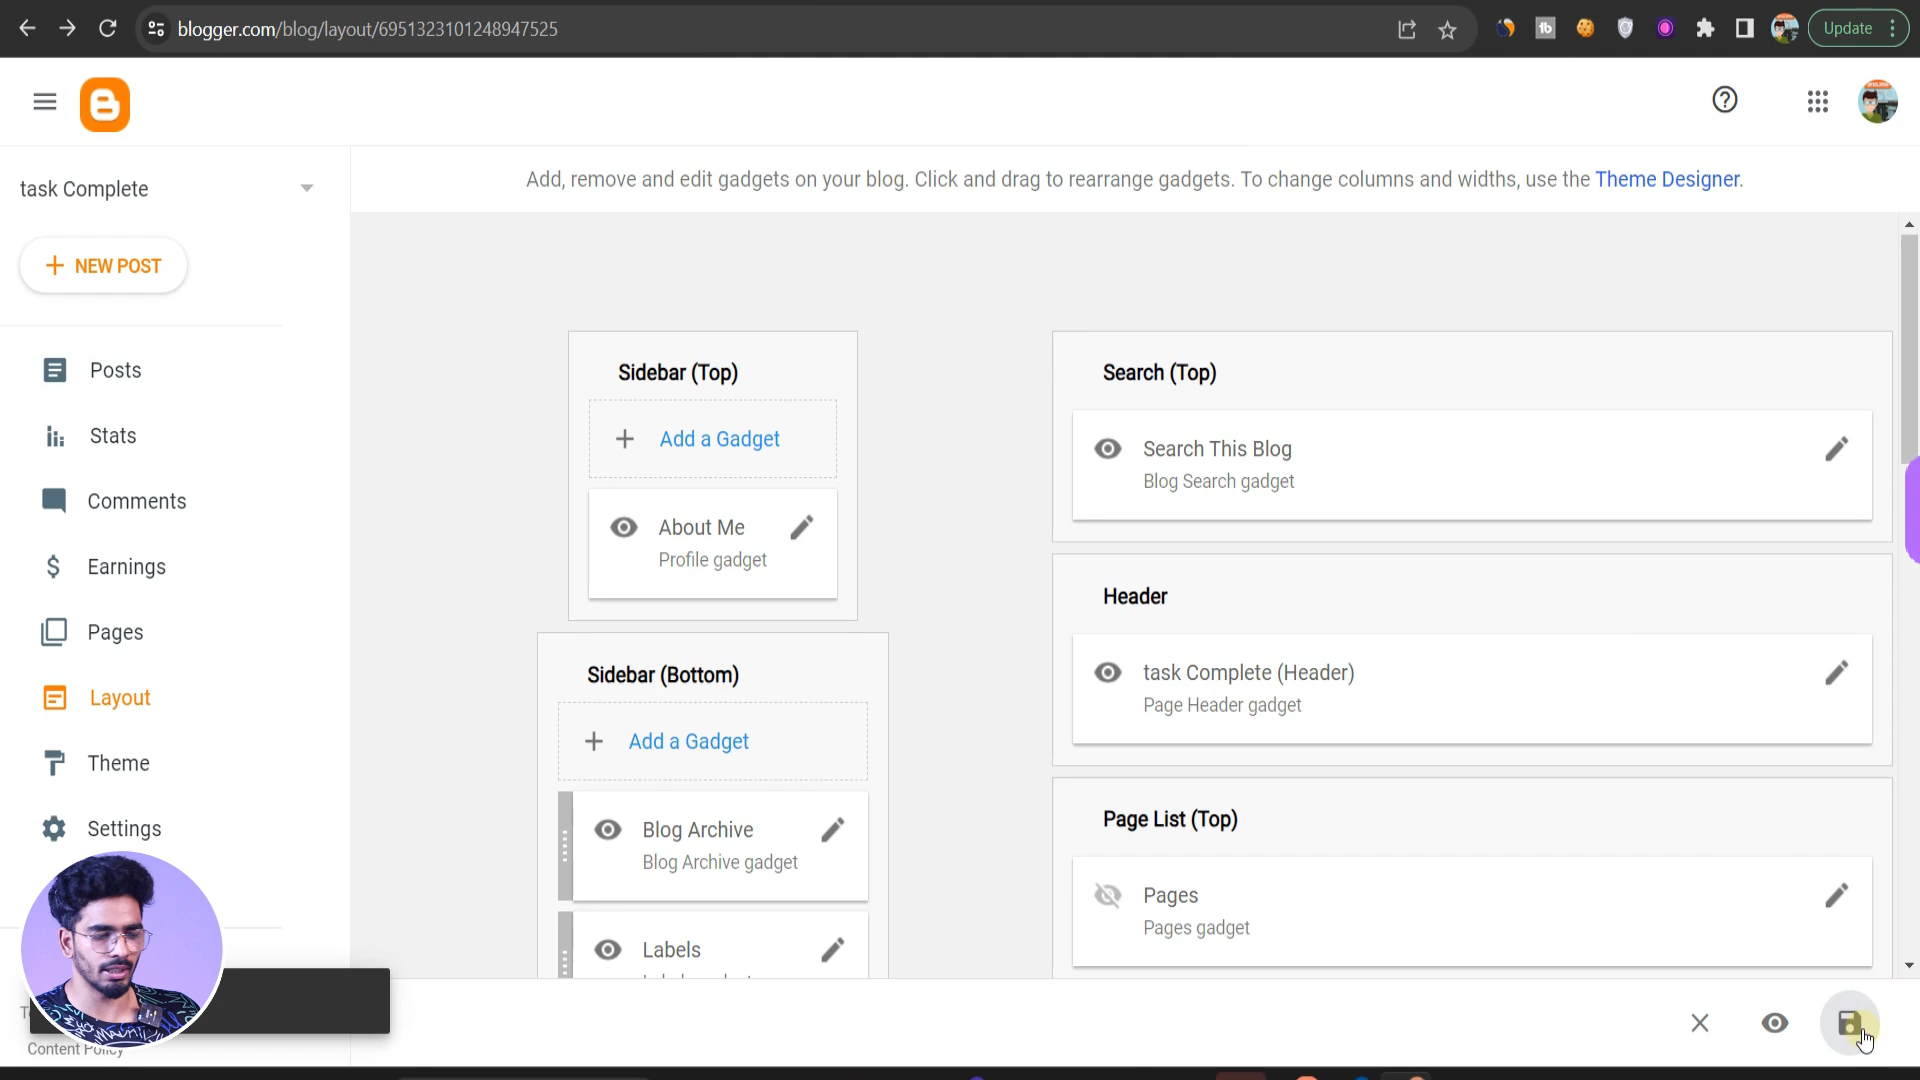 blogger.com/blog/layout/6951323101248947525
Update
Add, remove and edit gadgets on your blog. Click and drag to rearrange gadgets. To change columns and widths, use the Theme Designer.
task Complete
NEW POST
Posts
Stats
Comments
Earnings
Pages
Layout
Theme
Settings
Content Policy
Sidebar (Top)
Add a Gadget
About Me
Profile gadget
Sidebar (Bottom)
Add a Gadget
Blog Archive
Blog Archive gadget
Labels
Search (Top)
Search This Blog
Blog Search gadget
Header
task Complete (Header)
Page Header gadget
Page List (Top)
Pages
Pages gadget